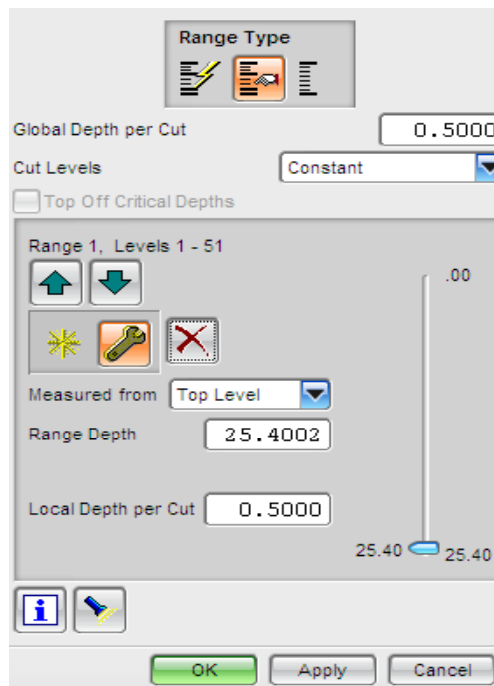 Range Type
Global Depth per Cut 0.5000
Cut Levels Constant
Top Off Critical Depths
Range 1, Levels 1 - 51
.00
Measured from Top Level
Range Depth 25.4002
Local Depth per Cut 0.5000
25.40 25.40
i
OK Apply Cancel